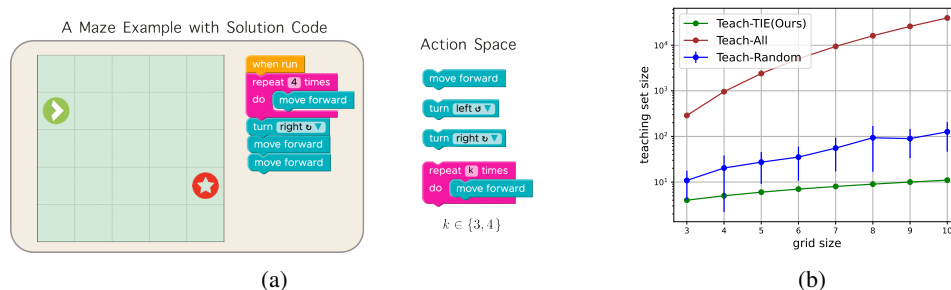 A Maze Example with Solution Code
when run
repeat 4 times
do move forward
turn right ↻ ▼
move forward
move forward
Action Space
move forward
turn left ↺ ▼
turn right ↻ ▼
repeat k times
do move forward
k ∈ {3, 4}
(a)
Teach-TIE(Ours)
Teach-All
Teach-Random
teaching set size
10⁴
10³
10²
10¹
3 4 5 6 7 8 9 10
grid size
(b)